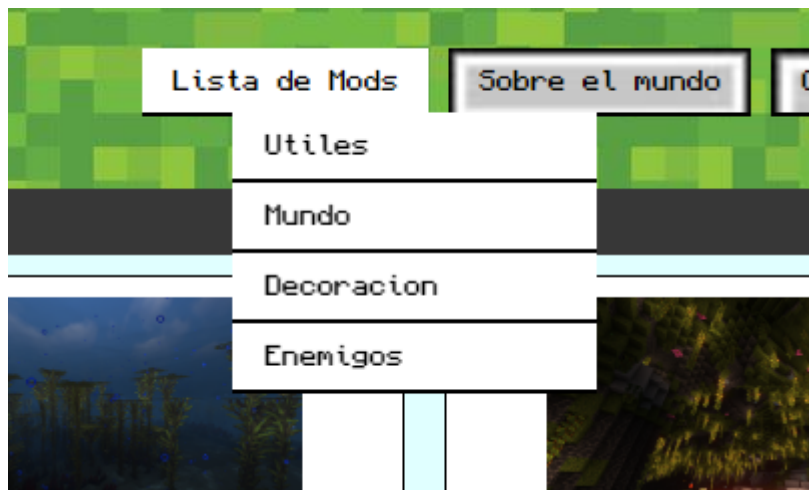 Lista de Mods
Sobre el mundo
Utiles
Mundo
Decoracion
Enemigos